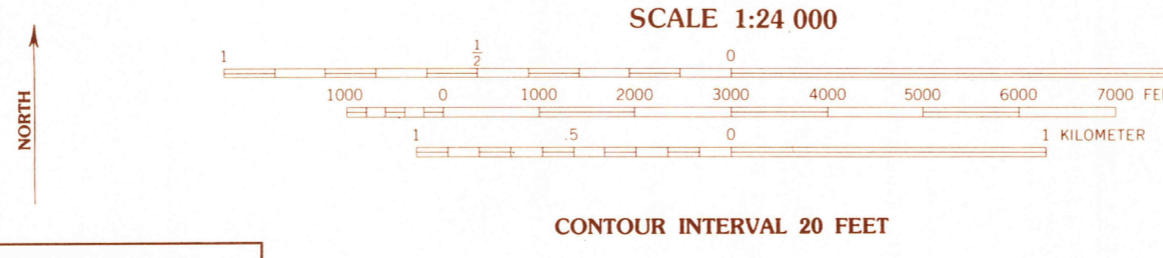 SCALE 1:24 000
NORTH
1 1/2 0
1000 0 1000 2000 3000 4000 5000 6000 7000
1 .5 0 1 KILOMETER
CONTOUR INTERVAL 20 FEET